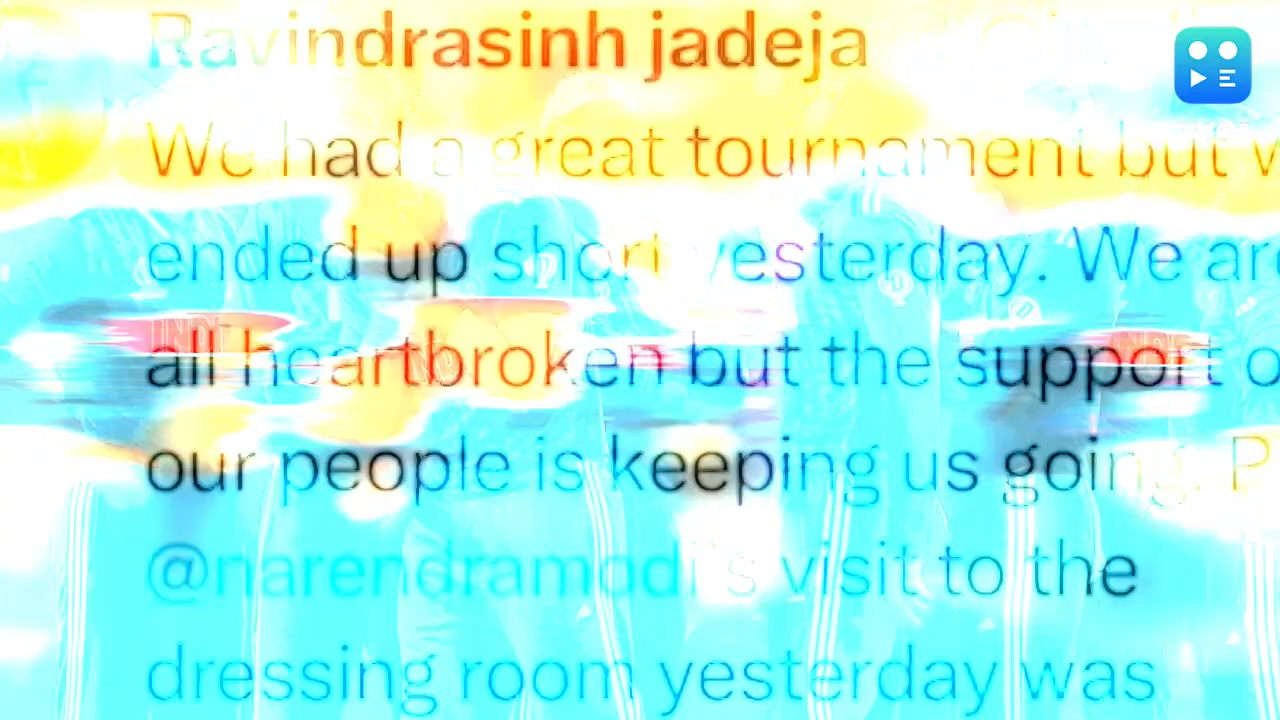 Ravindrasinh jadeja
We had a great tournament but
ended up short yesterday. We
all heartbroken but the support
our people is keeping us going.
@narendramodi's visit to the
dressing room yesterday was